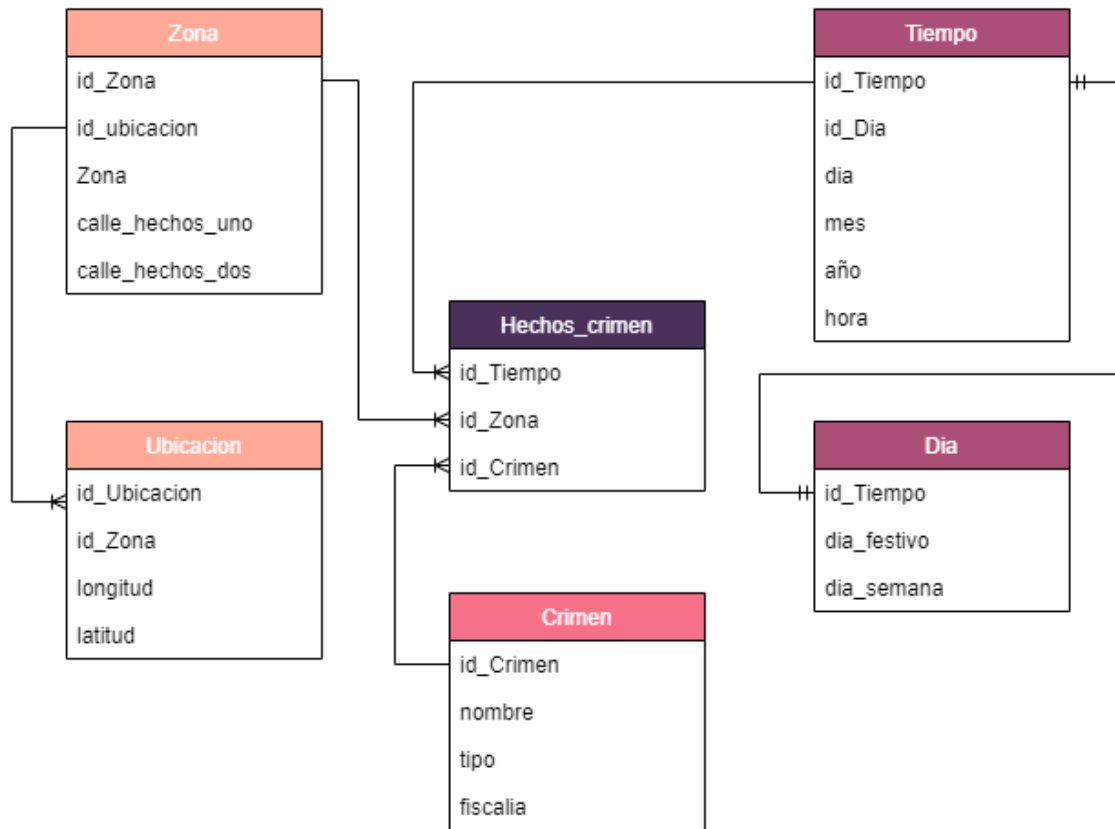 Zona
id_Zona
id_ubicacion
Zona
calle_hechos_uno
calle_hechos_dos
Tiempo
id_Tiempo
id_Dia
dia
mes
año
hora
Hechos_crimen
id_Tiempo
id_Zona
id_Crimen
Ubicacion
id_Ubicacion
id_Zona
longitud
latitud
Dia
id_Tiempo
dia_festivo
dia_semana
Crimen
id_Crimen
nombre
tipo
fiscalia